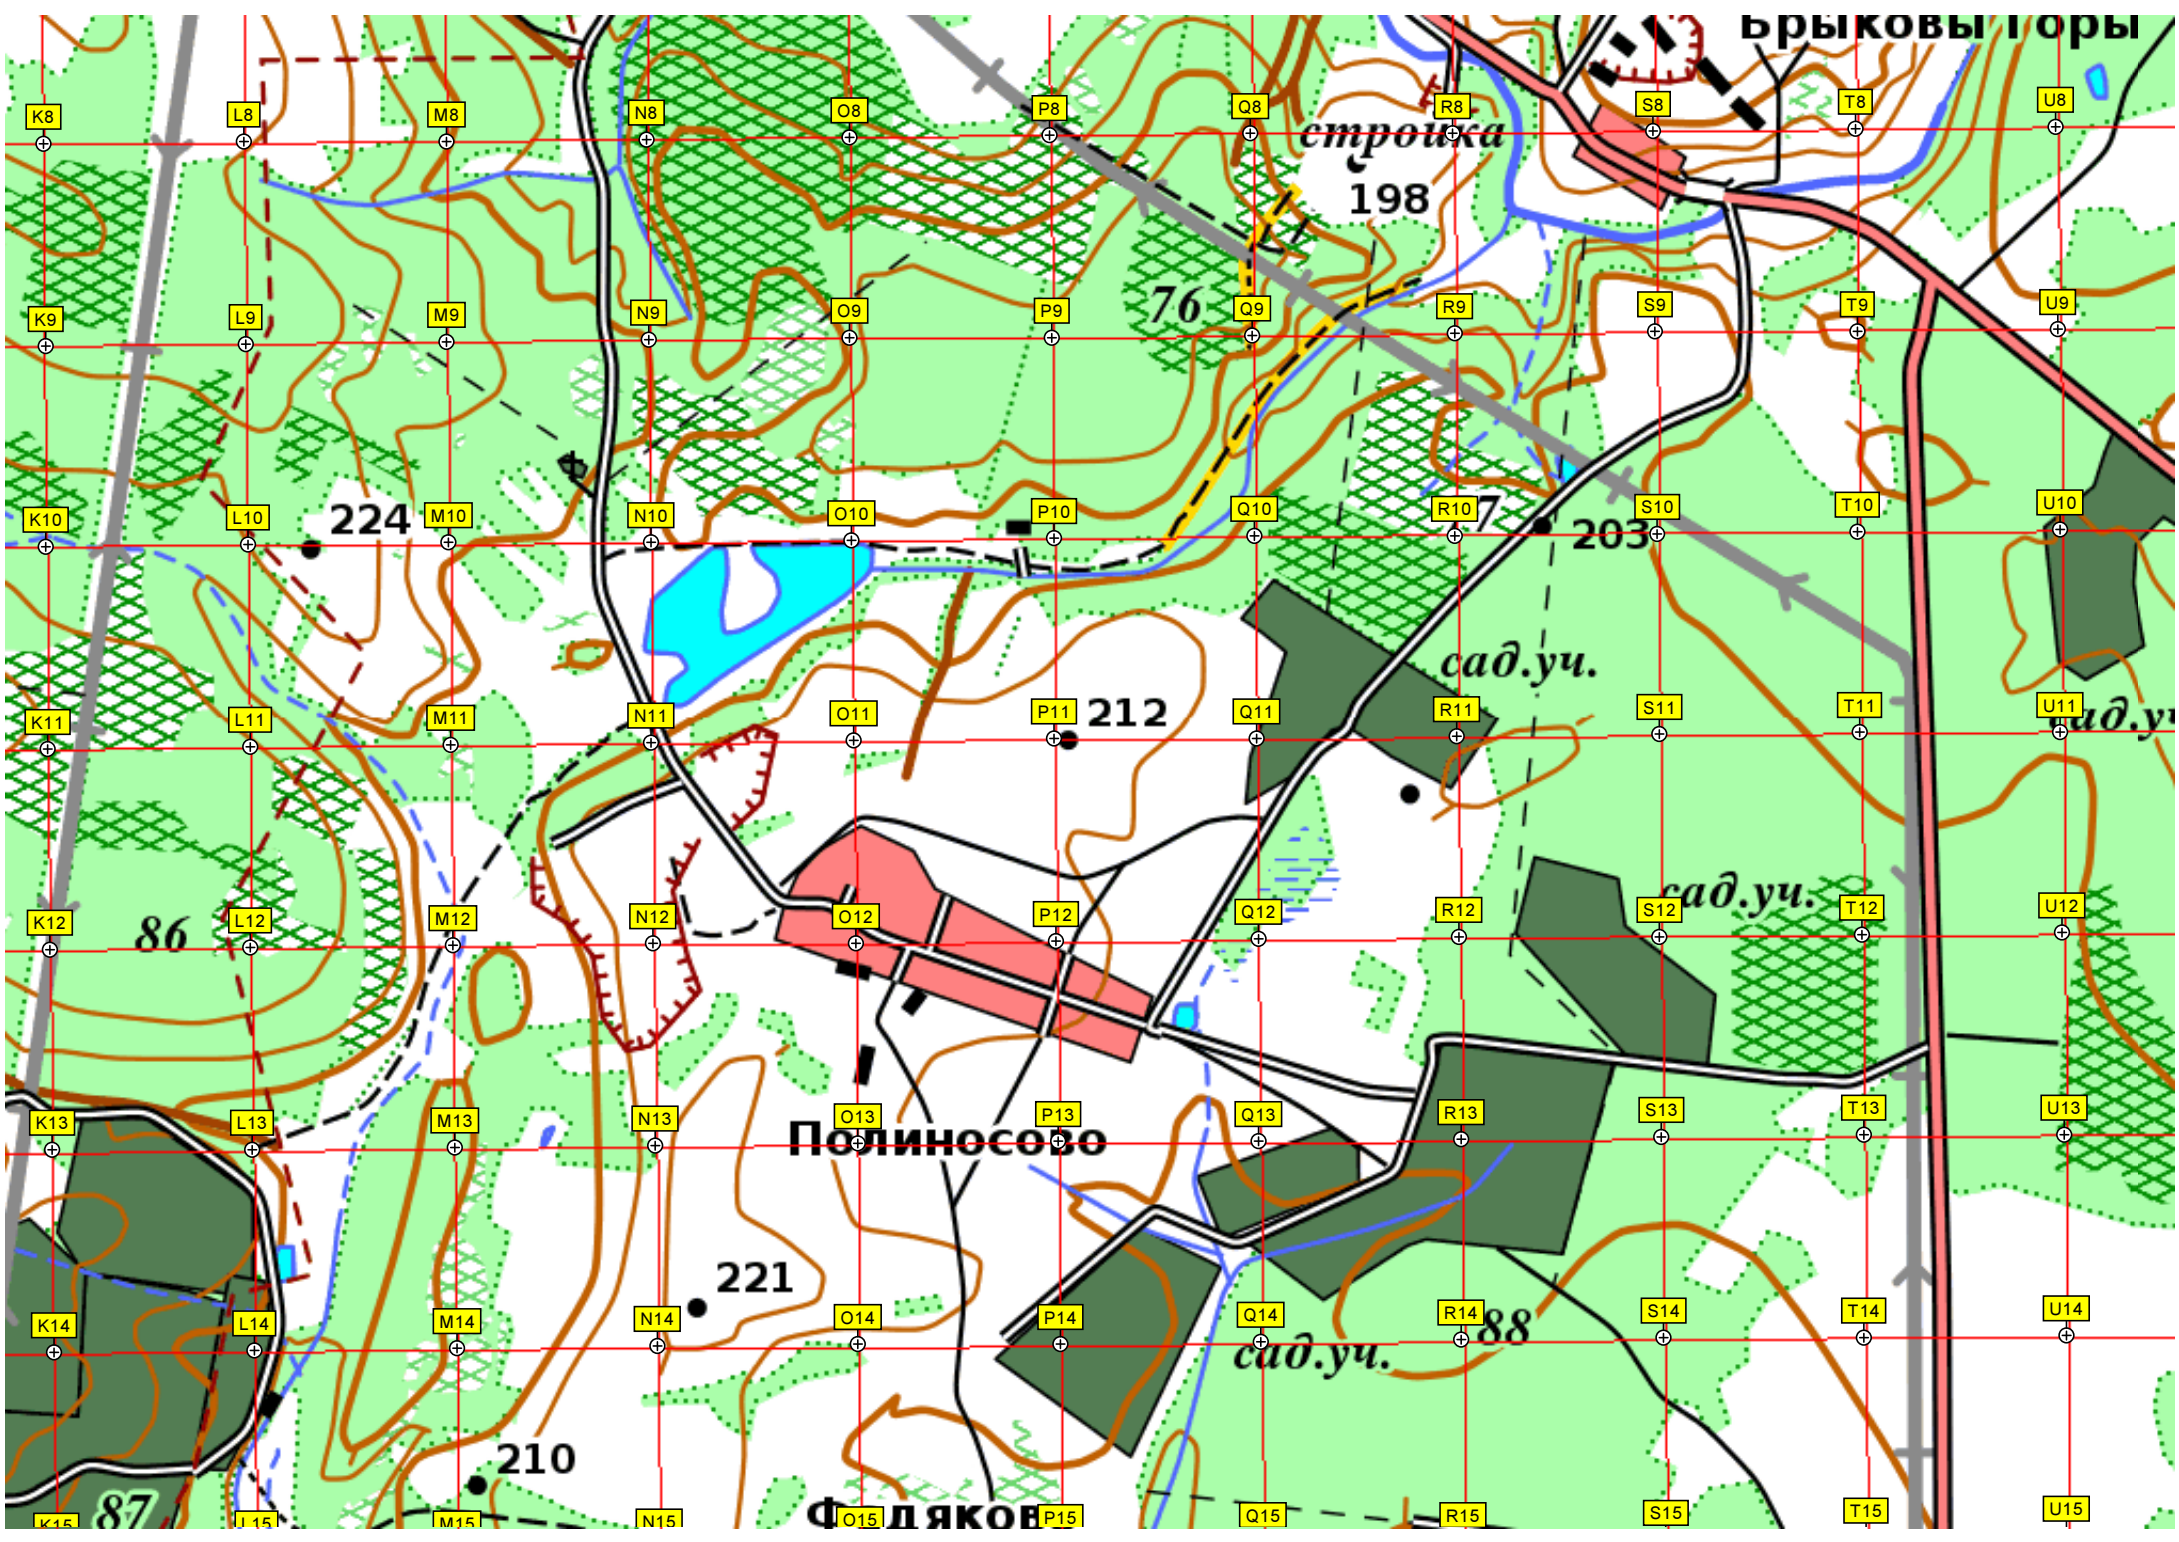 Брыковы Горы
K8 L8 M8 N8 O8 P8 Q8 R8 S8 T8 U8
стройка
198
76
K9 L9 M9 N9 O9 P9 Q9 R9 S9 T9 U9
K10 L10 224 M10 N10 O10 P10 Q10 R10 7 203 S10 T10 U10
сад.уч.
K11 L11 M11 N11 O11 P11 212 Q11 R11 S11 T11 U11
сад.уч.
K12 86 L12 M12 N12 O12 P12 Q12 R12 S12 T12 U12
K13 L13 M13 N13 O13 P13 Q13 R13 S13 T13 U13
Полиносово
221
K14 L14 M14 N14 O14 P14 Q14 R14 88 S14 T14 U14
сад.уч.
210
87
K15 L15 M15 N15 O15 P15 Q15 R15 S15 T15 U15